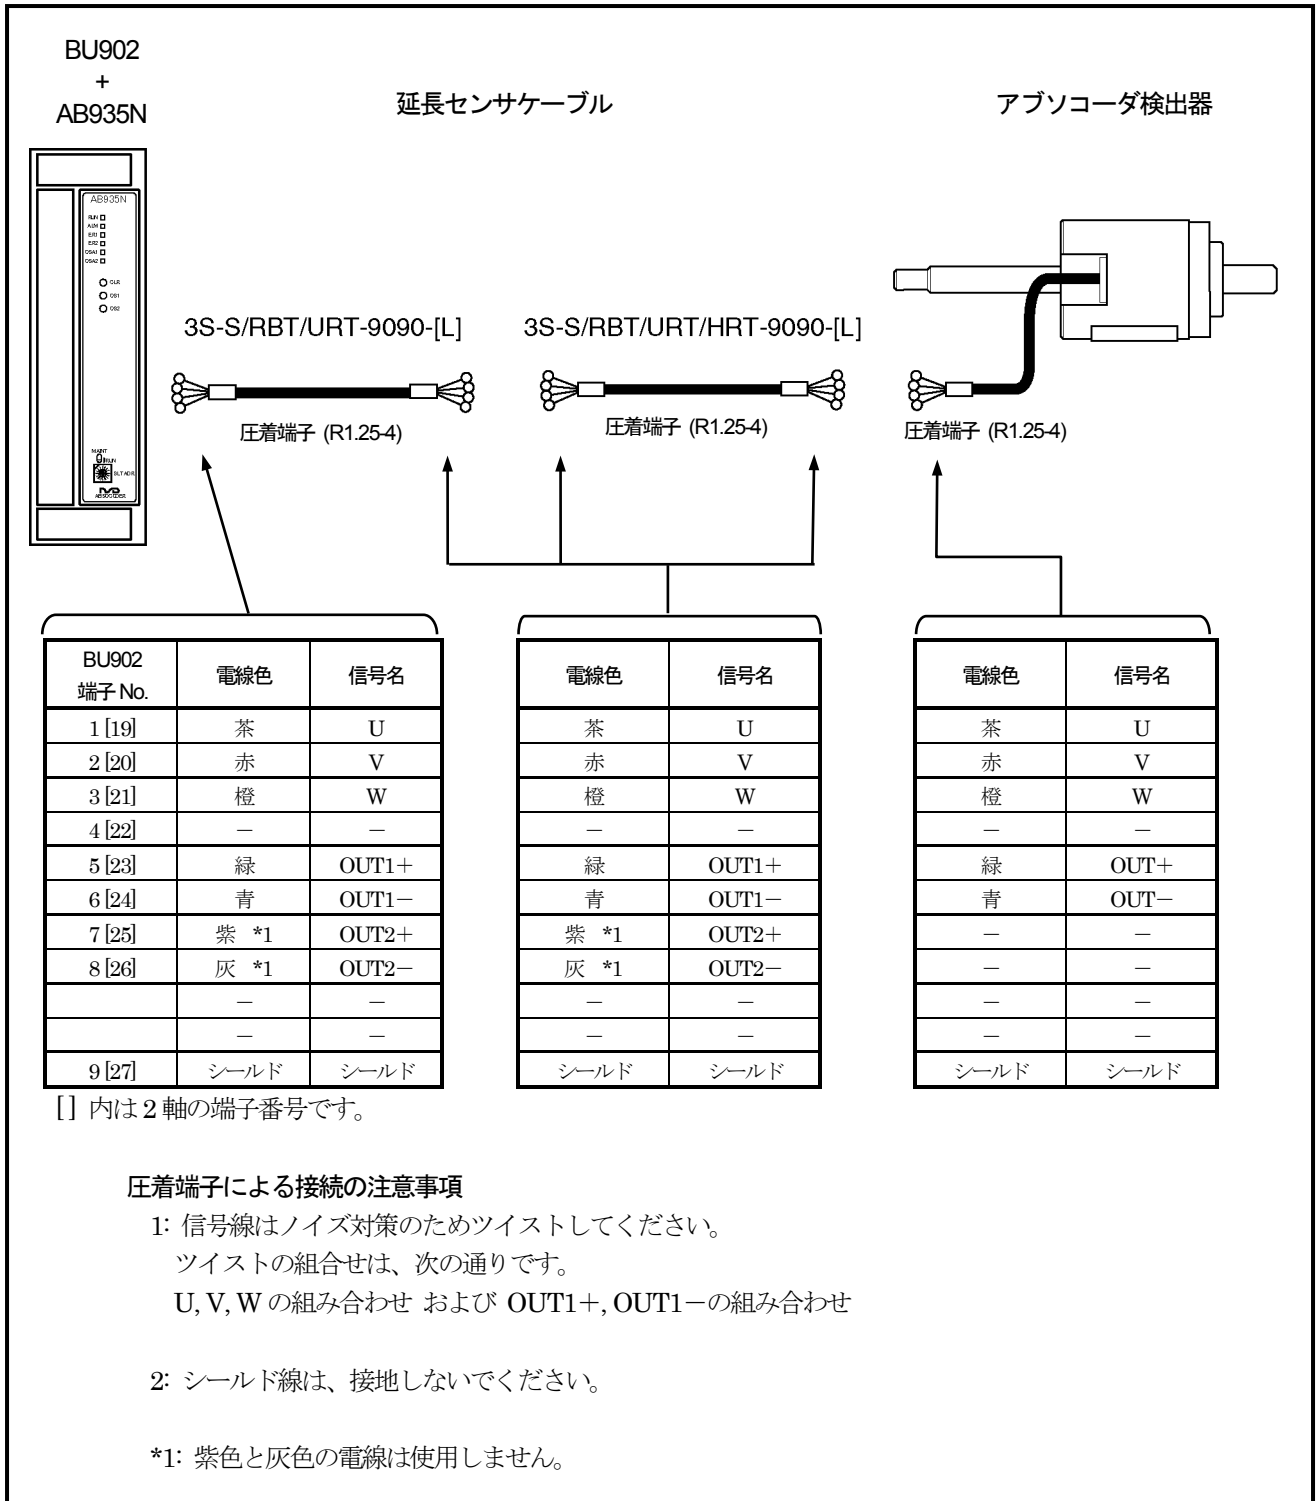 BU902
+
AB935N
延長センサケーブル
アブソコーダ検出器
AB935N
RUN
ALM
ER1
ER2
OSA1
OSA2
CLR
OS1
OS2
3S-S/RBT/URT-9090-[L]
3S-S/RBT/URT/HRT-9090-[L]
圧着端子 (R1.25-4)
圧着端子 (R1.25-4)
圧着端子 (R1.25-4)
MAINT
RUN
SLT ADR.
ABSOCODER
BU902 端子 No. 電線色 信号名
1 [19] 茶 U
2 [20] 赤 V
3 [21] 橙 W
4 [22] − −
5 [23] 緑 OUT1+
6 [24] 青 OUT1−
7 [25] 紫 *1 OUT2+
8 [26] 灰 *1 OUT2−
− −
− −
9 [27] シールド シールド
電線色 信号名
茶 U
赤 V
橙 W
− −
緑 OUT1+
青 OUT1−
紫 *1 OUT2+
灰 *1 OUT2−
− −
− −
シールド シールド
電線色 信号名
茶 U
赤 V
橙 W
− −
緑 OUT+
青 OUT−
− −
− −
− −
− −
シールド シールド
[ ] 内は 2 軸の端子番号です。
圧着端子による接続の注意事項
1: 信号線はノイズ対策のためツイストしてください。
ツイストの組合せは、次の通りです。
U, V, W の組み合わせ および OUT1+, OUT1−の組み合わせ
2: シールド線は、接地しないでください。
*1: 紫色と灰色の電線は使用しません。